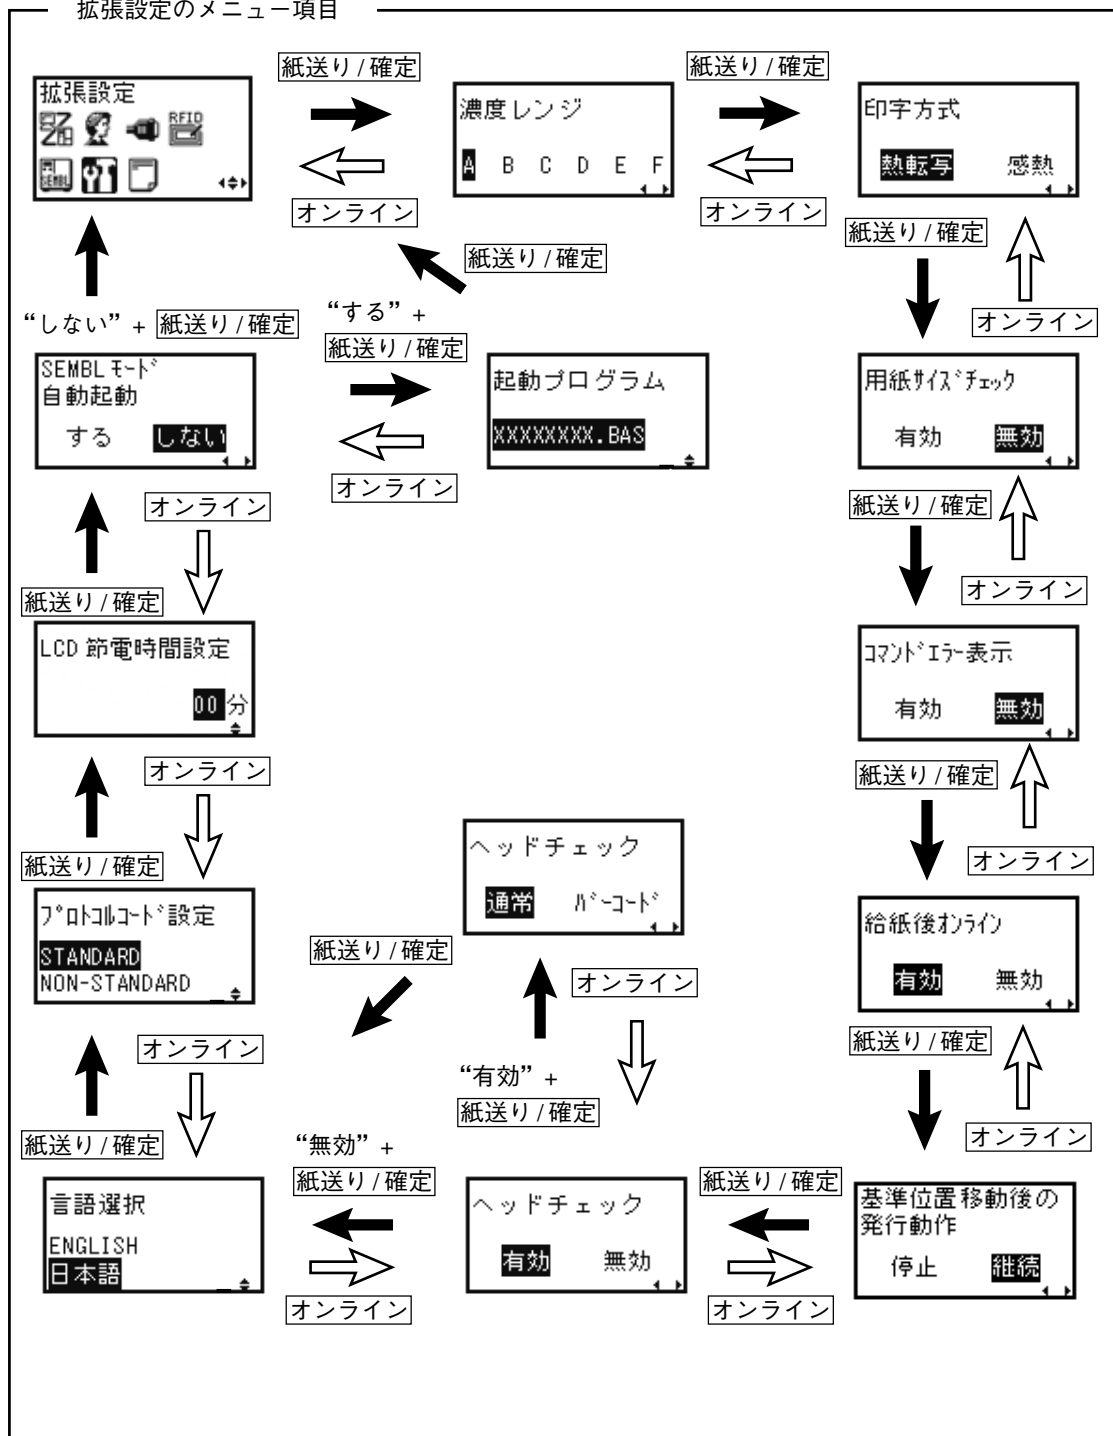 拡張設定のメニュー項目
紙送り/確定
紙送り/確定
拡張設定
RFID
SEMBL
濃度レンジ
A B C D E F
印字方式
熱転写 感熱
オンライン
オンライン
紙送り/確定
紙送り/確定
オンライン
“しない” + 紙送り/確定
“する” +
紙送り/確定
SEMBLモード
自動起動
する しない
起動プログラム
XXXXXXXX.BAS
オンライン
用紙サイズチェック
有効 無効
オンライン
紙送り/確定
オンライン
紙送り/確定
LCD 節電時間設定
00分
コマンドエラー表示
有効 無効
オンライン
紙送り/確定
オンライン
紙送り/確定
プロトコルコード設定
STANDARD
NON-STANDARD
ヘッドチェック
通常 バーコード
給紙後オンライン
有効 無効
紙送り/確定
オンライン
オンライン
紙送り/確定
“有効” +
紙送り/確定
オンライン
紙送り/確定
“無効” +
紙送り/確定
紙送り/確定
言語選択
ENGLISH
日本語
ヘッドチェック
有効 無効
基準位置移動後の
発行動作
停止 継続
オンライン
オンライン